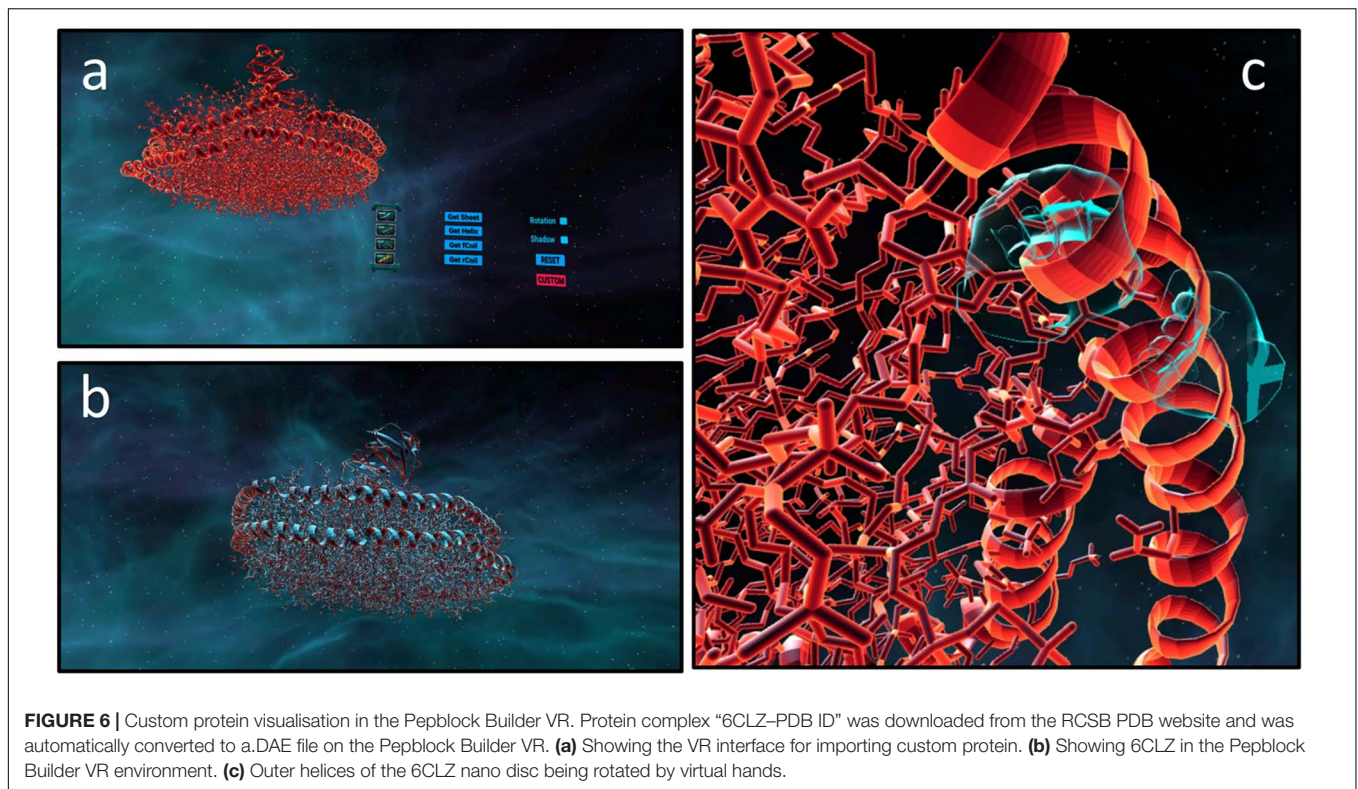 a
Get Sheet
Rotation
Get Helix
Shadow
Get fCoil
RESET
Get rCoil
CUSTOM
b
c
FIGURE 6 | Custom protein visualisation in the Pepblock Builder VR. Protein complex “6CLZ–PDB ID” was downloaded from the RCSB PDB website and was
automatically converted to a.DAE file on the Pepblock Builder VR. (a) Showing the VR interface for importing custom protein. (b) Showing 6CLZ in the Pepblock
Builder VR environment. (c) Outer helices of the 6CLZ nano disc being rotated by virtual hands.